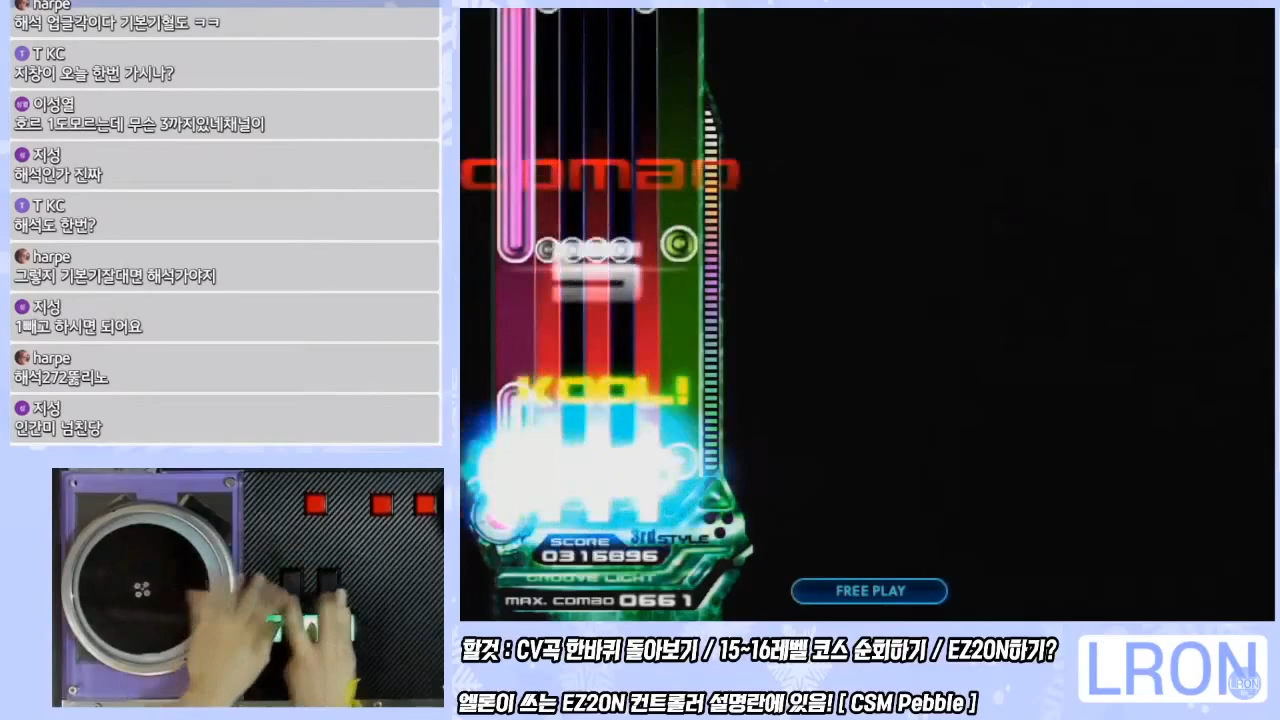 harpe
해석 업글각이다 기본기혐도 ㅋㅋ
T KC
지창이 오늘 한번 가시나?
이성열
호르 1도모르는데 무슨 3까지있네채널이
지성
해석인가 진짜
T KC
해석도 한번?
harpe
그렇지 기본기잘대면 해석가야지
지성
1빼고 하시면 되어요
harpe
해석272뚫리노
지성
인간미 넘친당
COMBO
5
KOOL!
SCORE
3rd STYLE
0316896
GROOVE LIGHT
MAX. COMBO 0661
FREE PLAY
할것 : CV곡 한바퀴 돌아보기 / 15~16레벨 코스 순회하기 / EZ2ON하기?
엘론이 쓰는 EZ2ON 컨트롤러 설명란에 있음! [ CSM Pebble ]
LRON